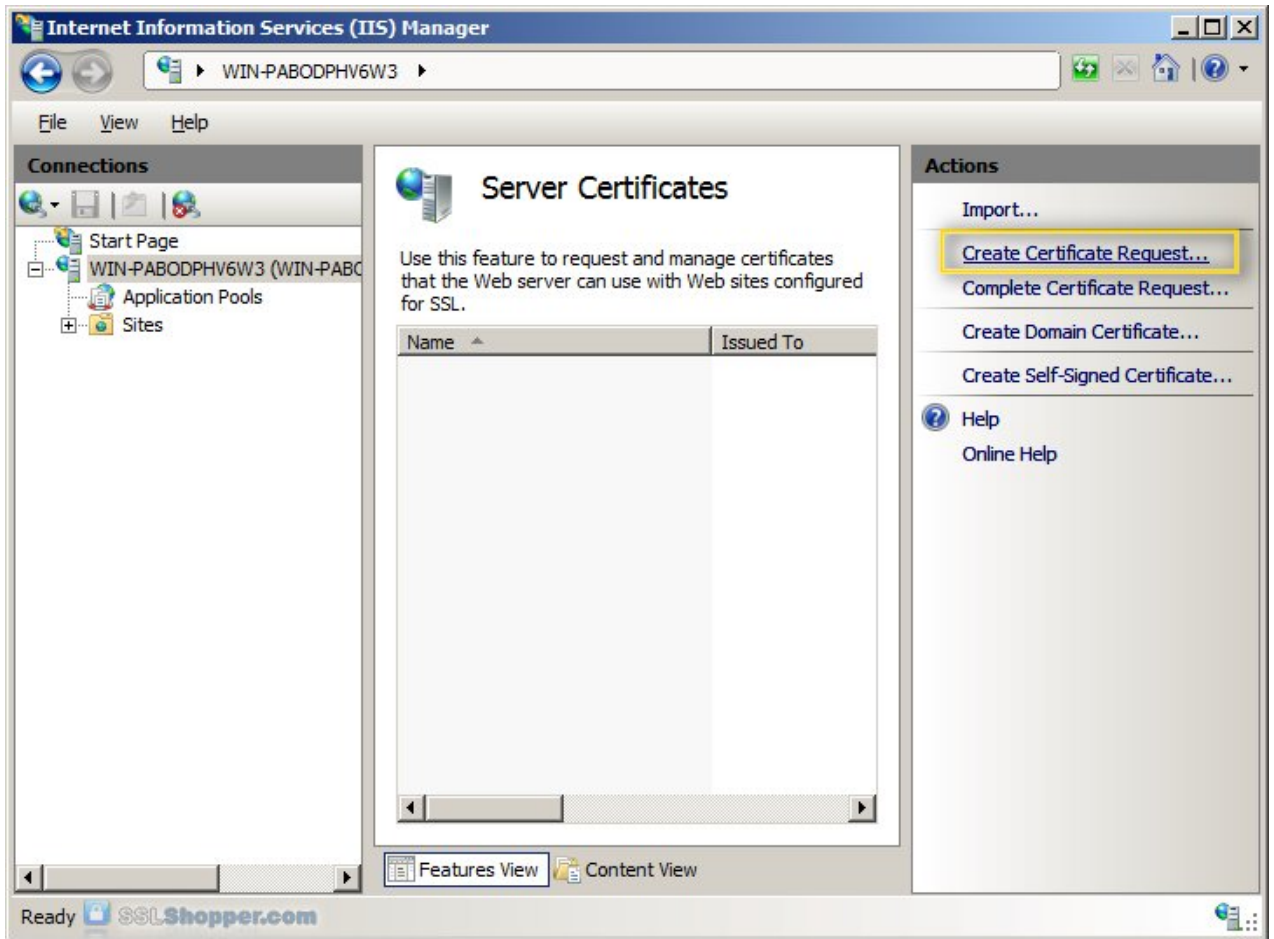 Internet Information Services (IIS) Manager
WIN-PABODPHV6W3
File View Help
Connections
Start Page
WIN-PABODPHV6W3 (WIN-PABO
Application Pools
Sites
Server Certificates
Use this feature to request and manage certificates
that the Web server can use with Web sites configured
for SSL.
Name Issued To
Features View Content View
Actions
Import...
Create Certificate Request...
Complete Certificate Request...
Create Domain Certificate...
Create Self-Signed Certificate...
Help
Online Help
Ready SSLShopper.com